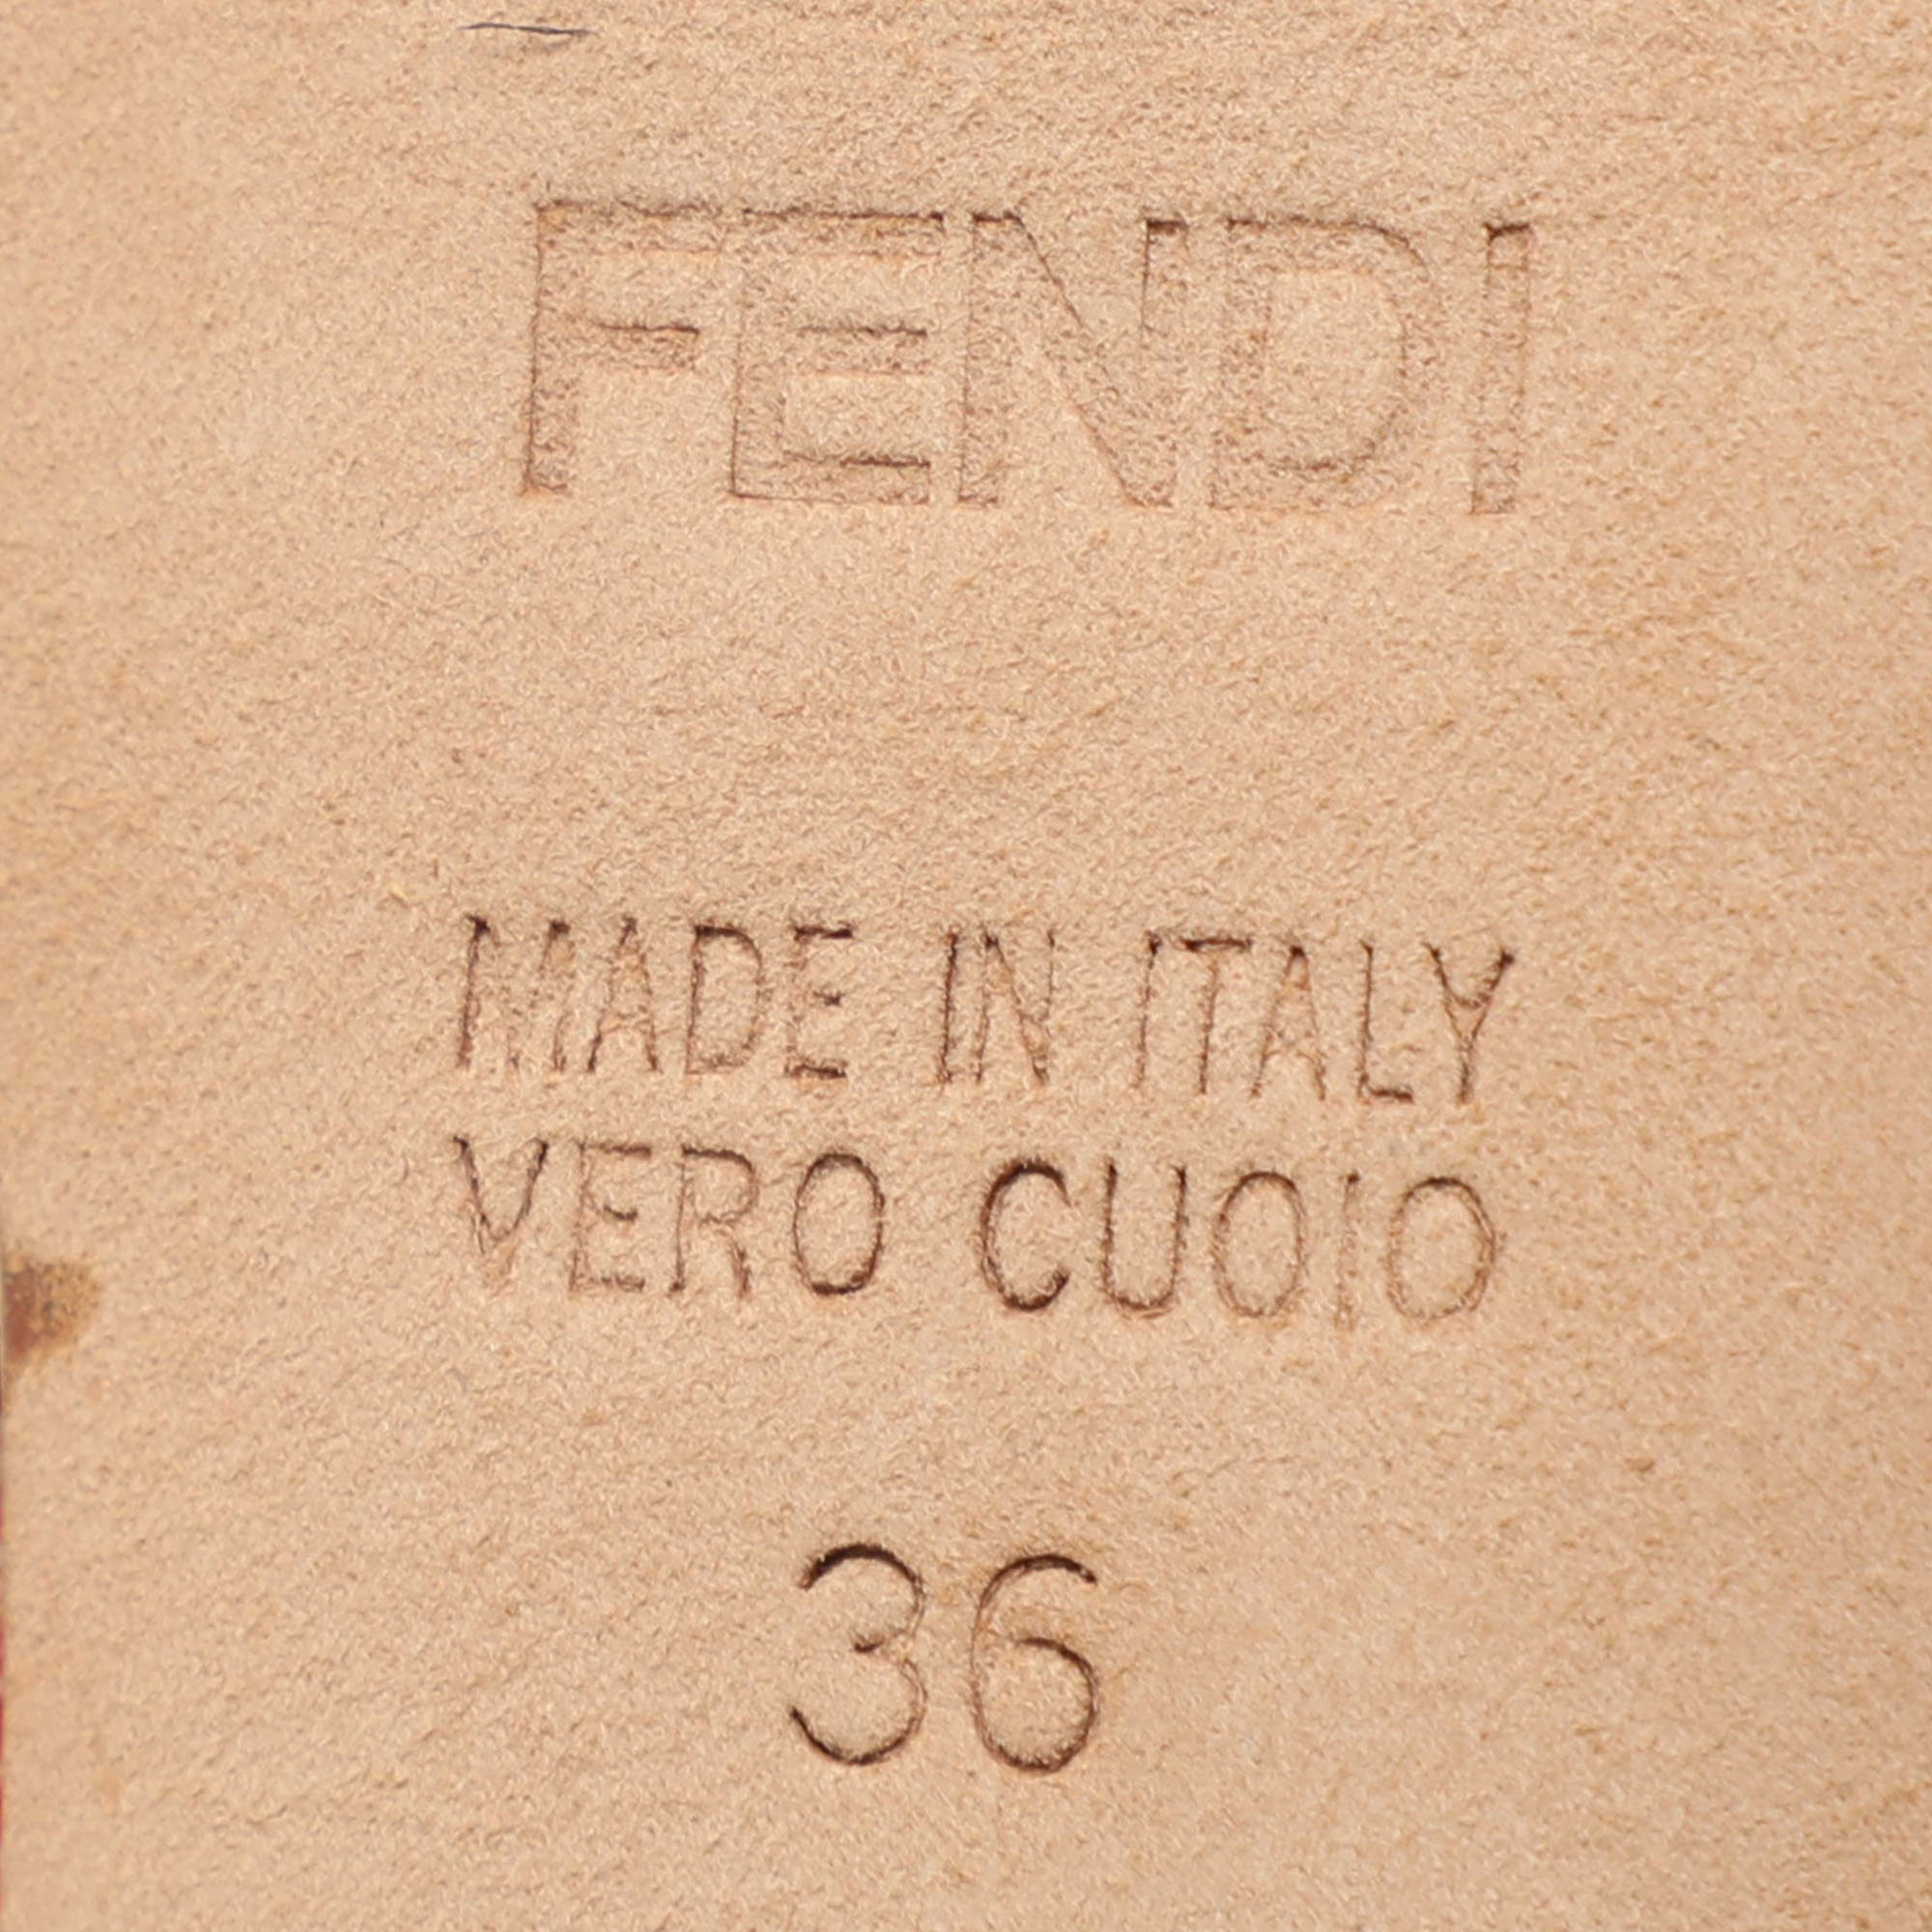 FENDI
MADE IN ITALY
VERO CUOIO
36